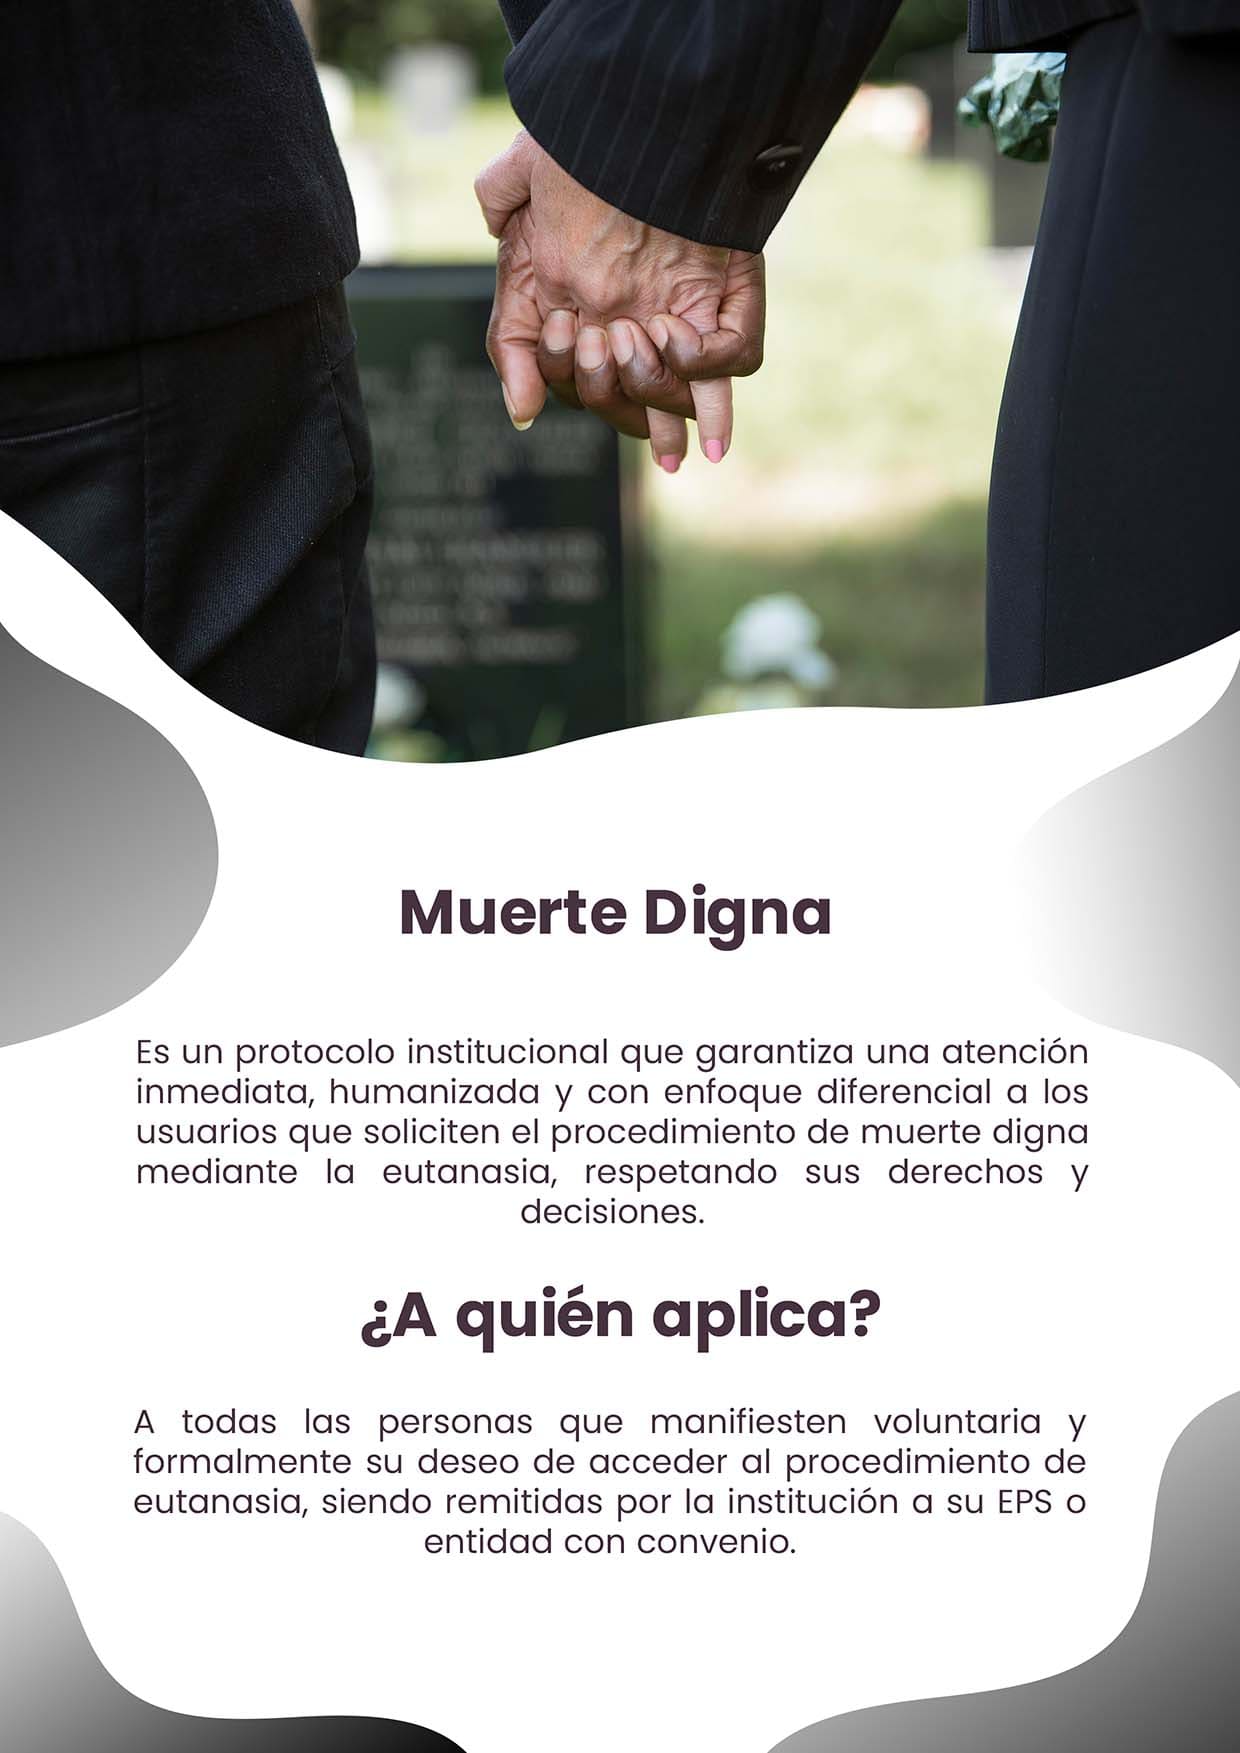 Muerte Digna
Es un protocolo institucional que garantiza una atención
inmediata, humanizada y con enfoque diferencial a los
usuarios que soliciten el procedimiento de muerte digna
mediante la eutanasia, respetando sus derechos y
decisiones.
¿A quién aplica?
A todas las personas que manifiesten voluntaria y
formalmente su deseo de acceder al procedimiento de
eutanasia, siendo remitidas por la institución a su EPS o
entidad con convenio.